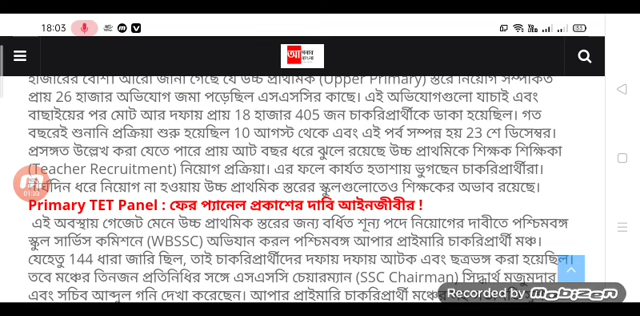 18:03
53
আ
01:39
হাজারের বেশি। আরো জানা গেছে যে উচ্চ প্রাথমিক (Upper Primary) স্তরে নিয়োগ সম্পর্কিত
প্রায় 26 হাজার অভিযোগ জমা পড়েছিল এসএসসির কাছে। এই অভিযোগগুলো যাচাই এবং
বাছাইয়ের পর মোট আর দফায় প্রায় 18 হাজার 405 জন চাকরিপ্রার্থীকে ডাকা হয়েছিল। গত
বছরেই শুনানি প্রক্রিয়া শুরু হয়েছিল 10 আগস্ট থেকে এবং এই পর্ব সম্পন্ন হয় 23 শে ডিসেম্বর।
প্রসঙ্গত উল্লেখ করা যেতে পারে প্রায় আট বছর ধরে ঝুলে রয়েছে উচ্চ প্রাথমিকে শিক্ষক শিক্ষিকা
(Teacher Recruitment) নিয়োগ প্রক্রিয়া। এর ফলে কার্যত হতাশায় ভুগছেন চাকরিপ্রার্থীরা।
দীর্ঘদিন ধরে নিয়োগ না হওয়ায় উচ্চ প্রাথমিক স্তরের স্কুলগুলোতেও শিক্ষকের অভাব রয়েছে।
Primary TET Panel : ফের প্যানেল প্রকাশের দাবি আইনজীবীর !
এই অবস্থায় গেজেট মেনে উচ্চ প্রাথমিক স্তরের জন্য বর্ধিত শূন্য পদে নিয়োগের দাবীতে পশ্চিমবঙ্গ
স্কুল সার্ভিস কমিশনে (WBSSC) অভিযান করল পশ্চিমবঙ্গ আপার প্রাইমারি চাকরিপ্রার্থী মঞ্চ।
যেহেতু 144 ধারা জারি ছিল, তাই চাকরিপ্রার্থীদের দফায় দফায় আটক এবং ছত্রভঙ্গ করা হয়েছিল।
তবে মঞ্চের তিনজন প্রতিনিধির সঙ্গে এসএসসি চেয়ারম্যান (SSC Chairman) সিদ্ধার্থ মজুমদার
এবং সচিব আব্দুল গনি দেখা করেছেন। আপার প্রাইমারি চাকরিপ্রার্থী মঞ্চের
Recorded by mobizen